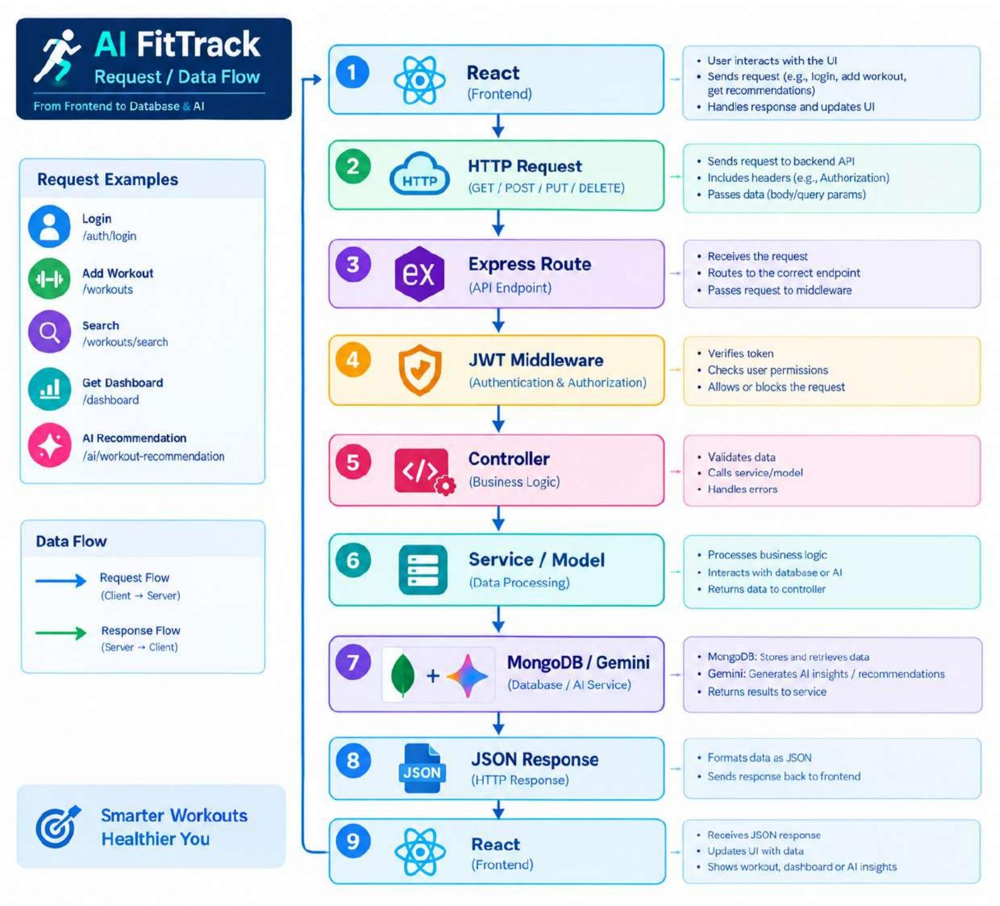 AI FitTrack
Request / Data Flow
From Frontend to Database & AI
Request Examples
Login
/auth/login
Add Workout
/workouts
Search
/workouts/search
Get Dashboard
/dashboard
AI Recommendation
/ai/workout-recommendation
Data Flow
Request Flow
(Client → Server)
Response Flow
(Server → Client)
Smarter Workouts
Healthier You
1
React
(Frontend)
• User interacts with the UI
• Sends request (e.g., login, add workout,
get recommendations)
• Handles response and updates UI
2
HTTP
HTTP Request
(GET / POST / PUT / DELETE)
• Sends request to backend API
• Includes headers (e.g., Authorization)
• Passes data (body/query params)
3
ex
Express Route
(API Endpoint)
• Receives the request
• Routes to the correct endpoint
• Passes request to middleware
4
JWT Middleware
(Authentication & Authorization)
• Verifies token
• Checks user permissions
• Allows or blocks the request
5
</>
Controller
(Business Logic)
• Validates data
• Calls service/model
• Handles errors
6
Service / Model
(Data Processing)
• Processes business logic
• Interacts with database or AI
• Returns data to controller
7
+
MongoDB / Gemini
(Database / AI Service)
• MongoDB: Stores and retrieves data
• Gemini: Generates AI insights / recommendations
• Returns results to service
8
JSON
JSON Response
(HTTP Response)
• Formats data as JSON
• Sends response back to frontend
9
React
(Frontend)
• Receives JSON response
• Updates UI with data
• Shows workout, dashboard or AI insights